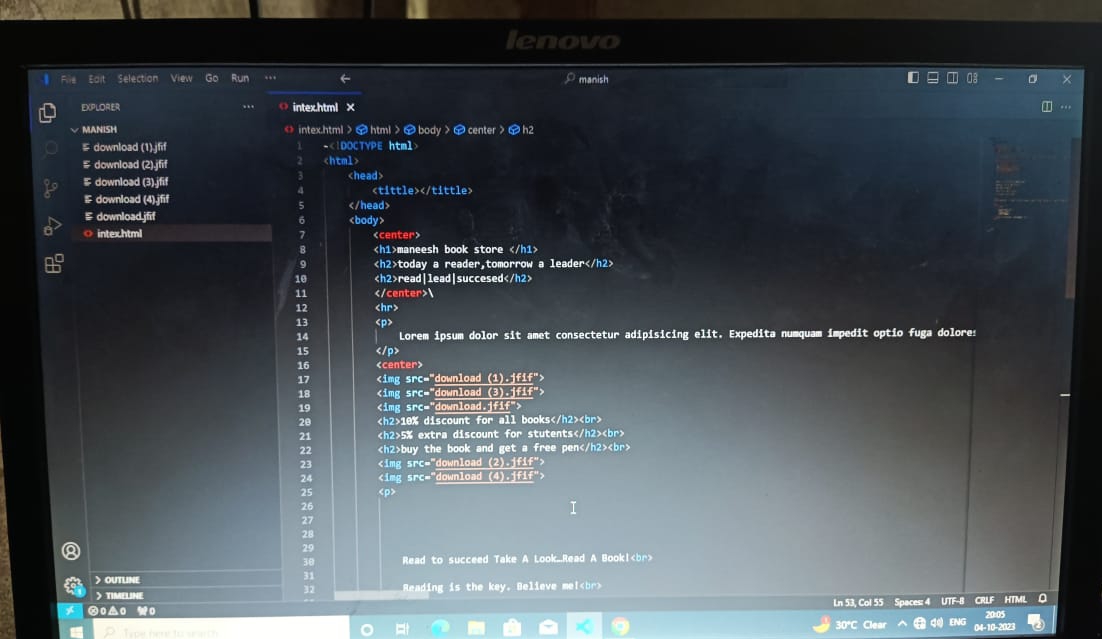 lenovo
File Edit Selection View Go Run ··· ← manish
EXPLORER ···
intex.html ×
MANISH
intex.html > html > body > center > h2
download (1).jfif
download (2).jfif
download (3).jfif
download (4).jfif
download.jfif
intex.html
1 -<!DOCTYPE html>
2 <html>
3 <head>
4 <tittle></tittle>
5 </head>
6 <body>
7 <center>
8 <h1>maneesh book store </h1>
9 <h2>today a reader,tomorrow a leader</h2>
10 <h2>read|lead|succesed</h2>
11 </center>\
12 <hr>
13 <p>
14 Lorem ipsum dolor sit amet consectetur adipisicing elit. Expedita numquam impedit optio fuga dolores
15 </p>
16 <center>
17 <img src="download (1).jfif">
18 <img src="download (3).jfif">
19 <img src="download.jfif">
20 <h2>10% discount for all books</h2><br>
21 <h2>5% extra discount for stutents</h2><br>
22 <h2>buy the book and get a free pen</h2><br>
23 <img src="download (2).jfif">
24 <img src="download (4).jfif">
25 <p>
26
27
28
29
30 Read to succeed Take A Look…Read A Book!<br>
31
32 Reading is the key. Believe me!<br>
OUTLINE
TIMELINE
0 0 0 Ln 53, Col 55 Spaces: 4 UTF-8 CRLF HTML
Type here to search 30°C Clear ENG 20:05
04-10-2023 2